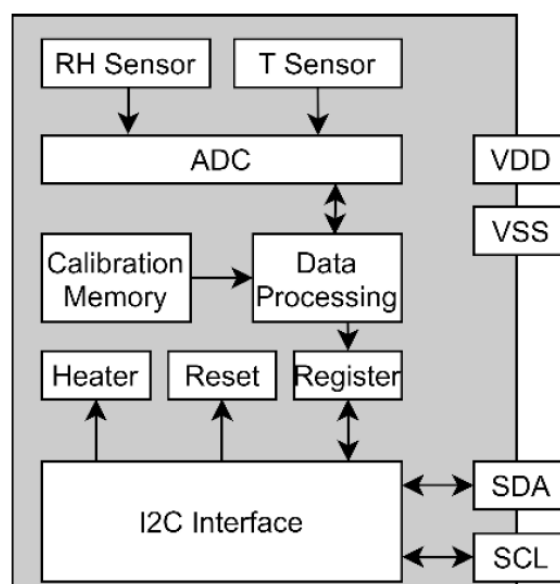 RH Sensor
T Sensor
ADC
VDD
VSS
Calibration
Memory
Data
Processing
Heater
Reset
Register
I2C Interface
SDA
SCL